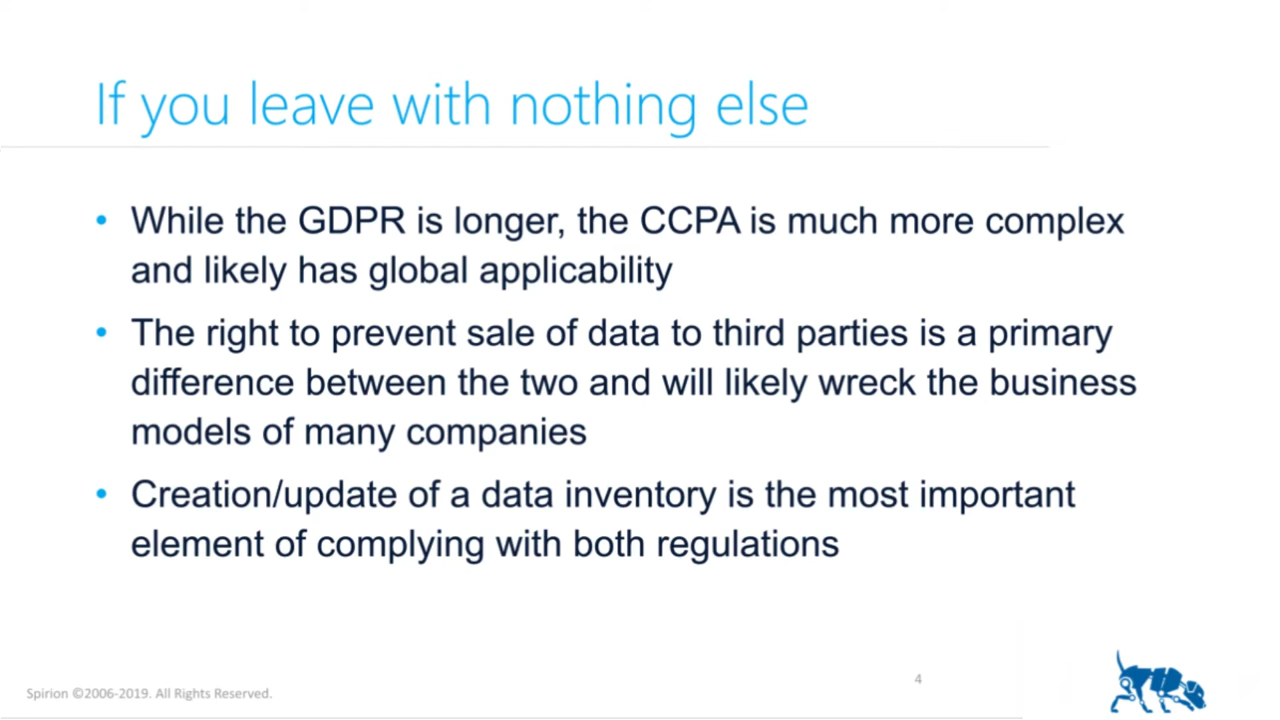 If you leave with nothing else
• While the GDPR is longer, the CCPA is much more complex
and likely has global applicability
• The right to prevent sale of data to third parties is a primary
difference between the two and will likely wreck the business
models of many companies
• Creation/update of a data inventory is the most important
element of complying with both regulations
Spirion ©2006-2019. All Rights Reserved.
4